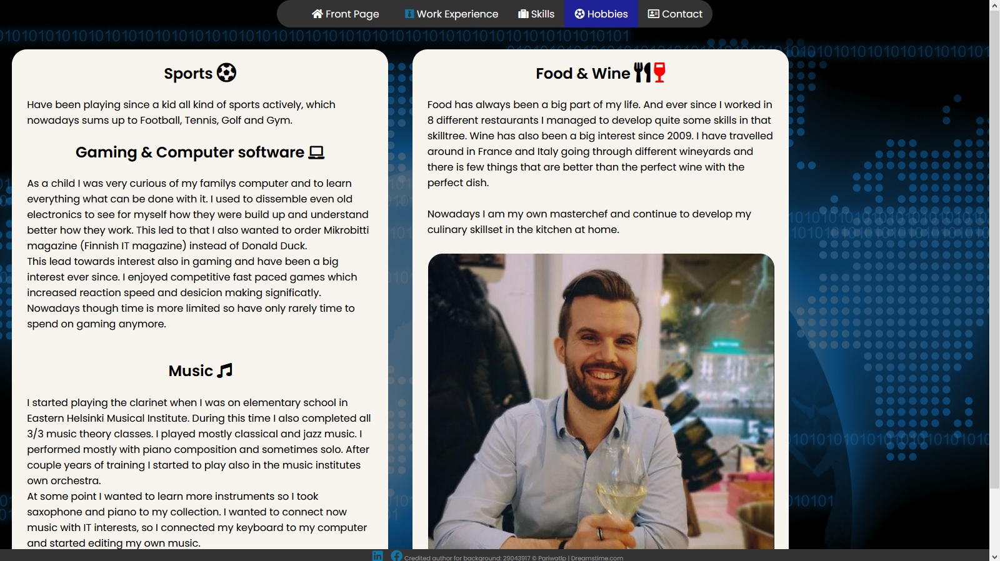 Front Page Work Experience Skills Hobbies Contact
Sports
Have been playing since a kid all kind of sports actively, which
nowadays sums up to Football, Tennis, Golf and Gym.
Gaming & Computer software
As a child I was very curious of my familys computer and to learn
everything what can be done with it. I used to dissemble even old
electronics to see for myself how they were build up and understand
better how they work. This led to that I also wanted to order Mikrobitti
magazine (Finnish IT magazine) instead of Donald Duck.
This lead towards interest also in gaming and have been a big
interest ever since. I enjoyed competitive fast paced games which
increased reaction speed and desicion making significatly.
Nowadays though time is more limited so have only rarely time to
spend on gaming anymore.
Music
I started playing the clarinet when I was on elementary school in
Eastern Helsinki Musical Institute. During this time I also completed all
3/3 music theory classes. I played mostly classical and jazz music. I
performed mostly with piano composition and sometimes solo. After
couple years of training I started to play also in the music institutes
own orchestra.
At some point I wanted to learn more instruments so I took
saxophone and piano to my collection. I wanted to connect now
music with IT interests, so I connected my keyboard to my computer
and started editing my own music.
Food & Wine
Food has always been a big part of my life. And ever since I worked in
8 different restaurants I managed to develop quite some skills in that
skilltree. Wine has also been a big interest since 2009. I have travelled
around in France and Italy going through different wineyards and
there is few things that are better than the perfect wine with the
perfect dish.
Nowadays I am my own masterchef and continue to develop my
culinary skillset in the kitchen at home.
Credited author for background: 29043917 © Pariwatlp | Dreamstime.com